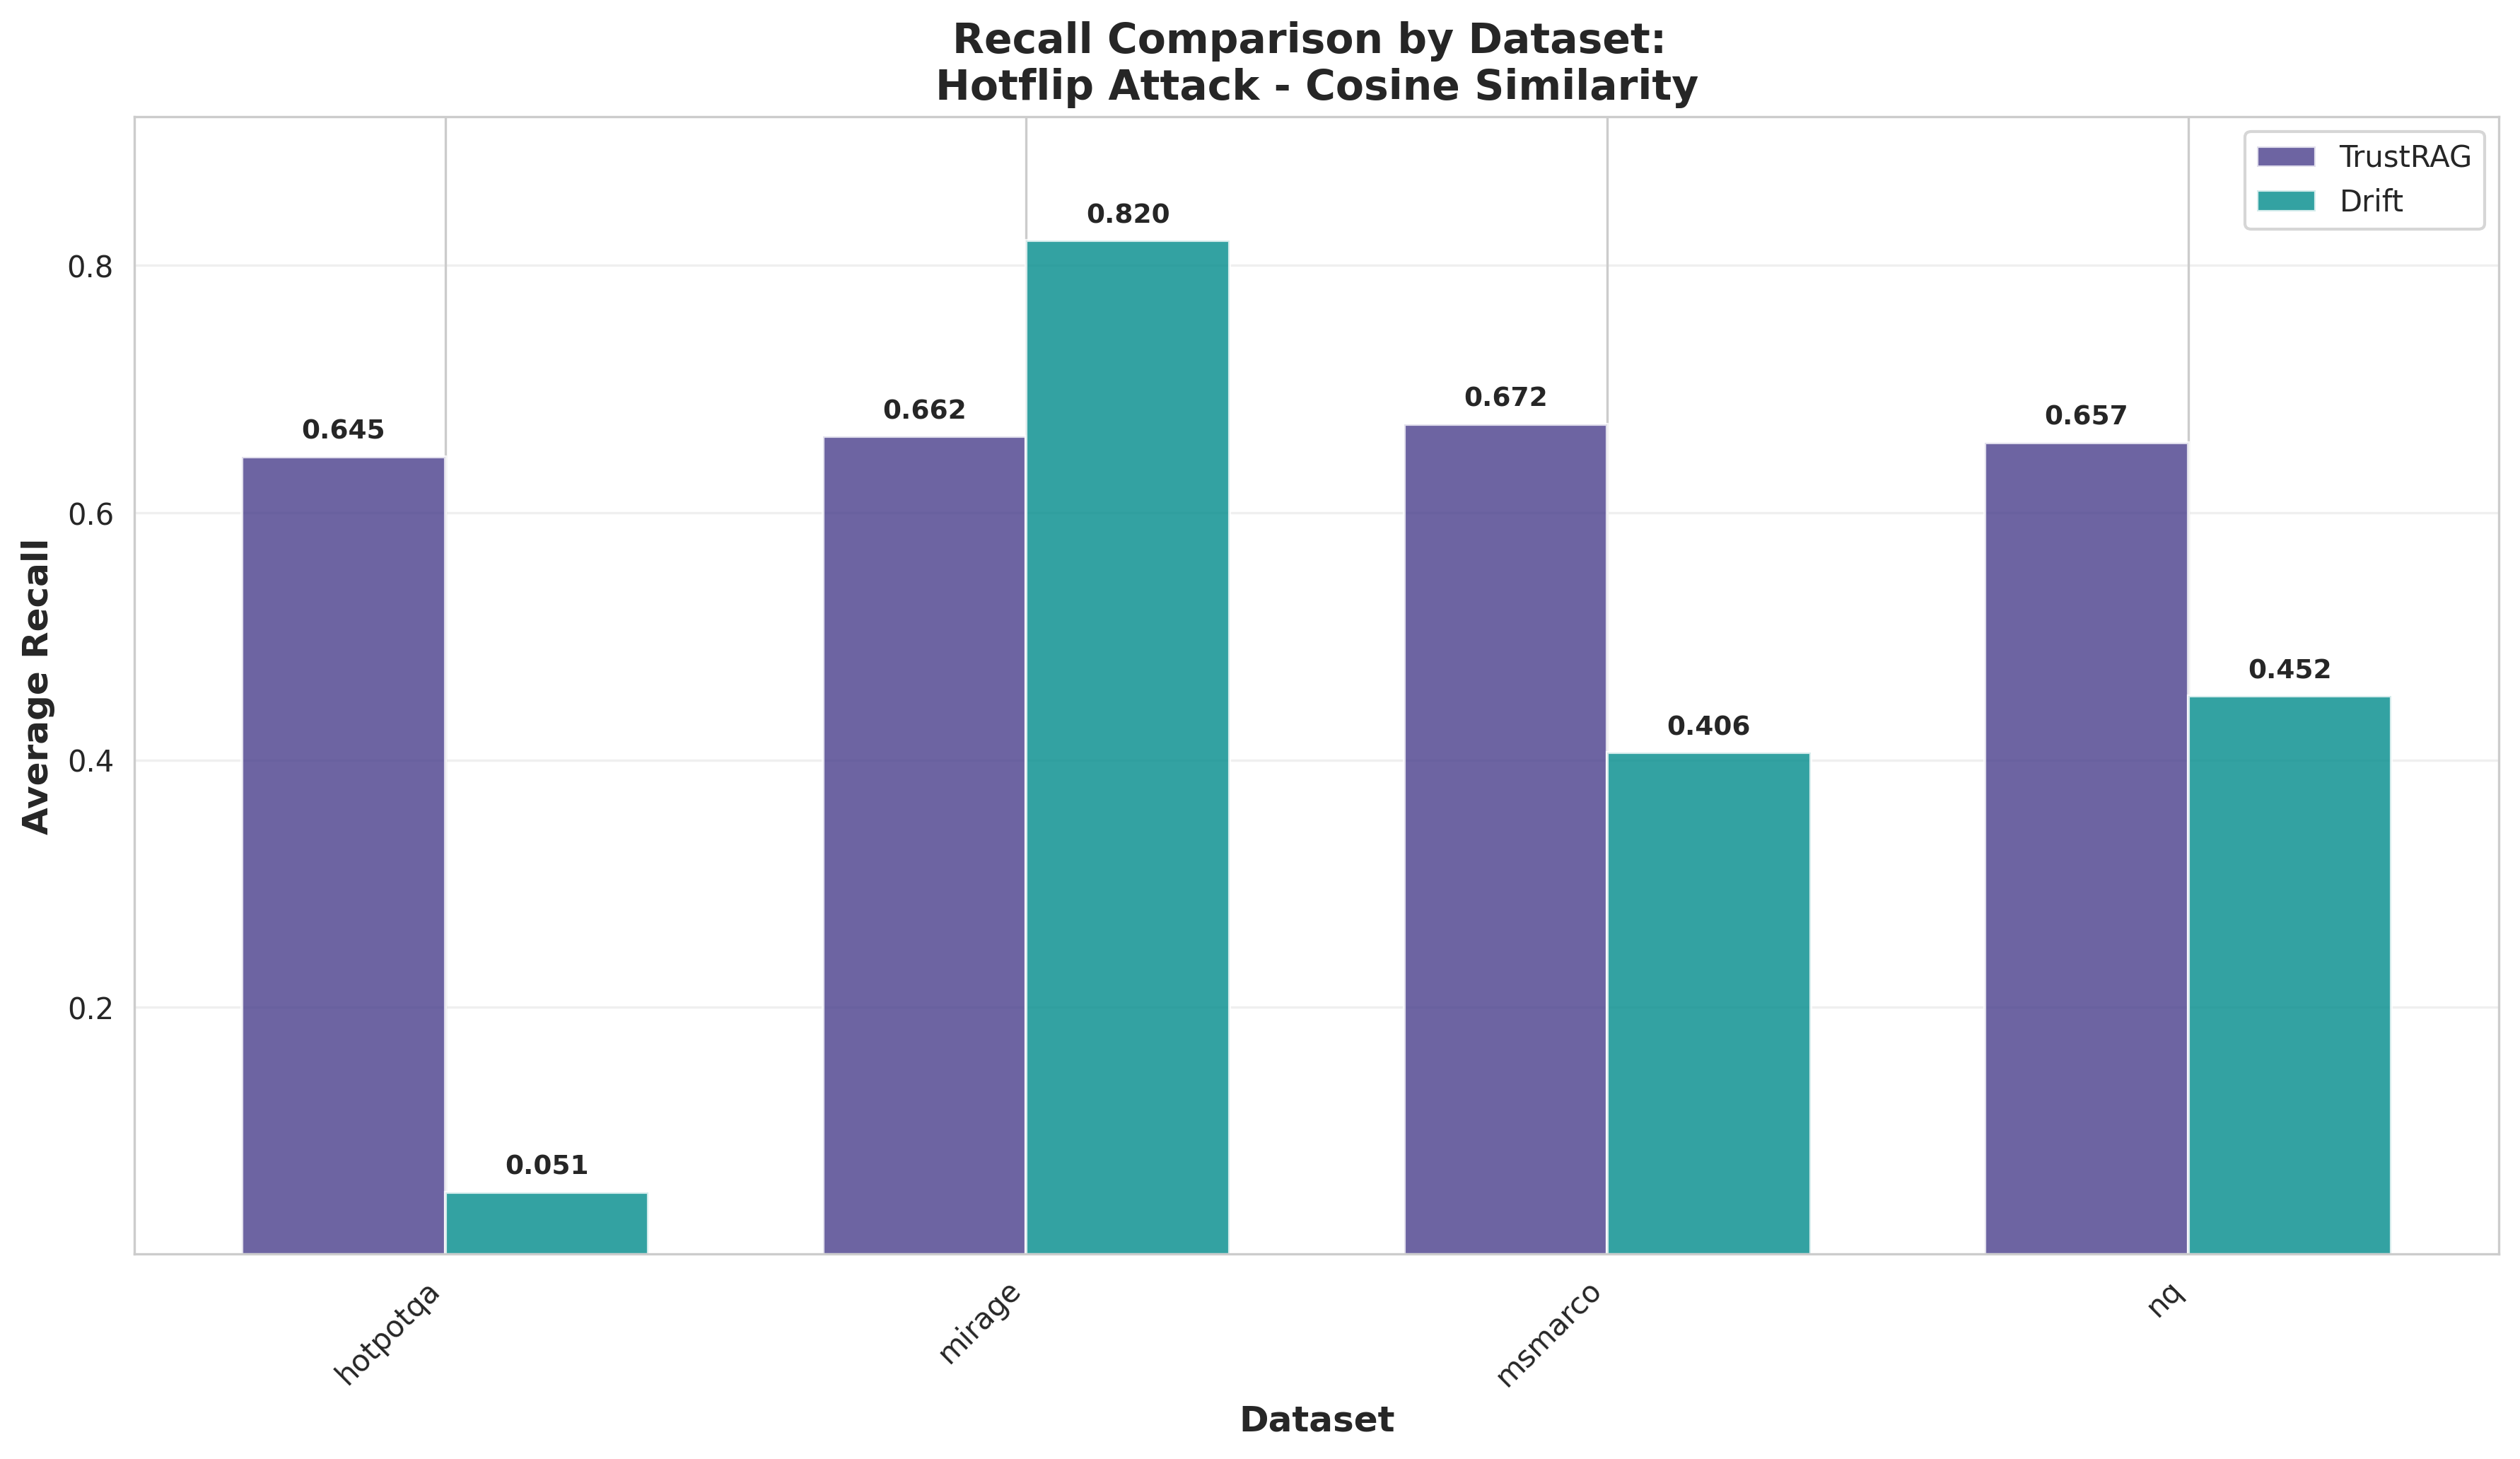 Recall Comparison by Dataset:
Hotflip Attack - Cosine Similarity
TrustRAG
Drift
Average Recall
0.8
0.6
0.4
0.2
0.645
0.051
0.662
0.820
0.672
0.406
0.657
0.452
hotpotqa
mirage
msmarco
nq
Dataset